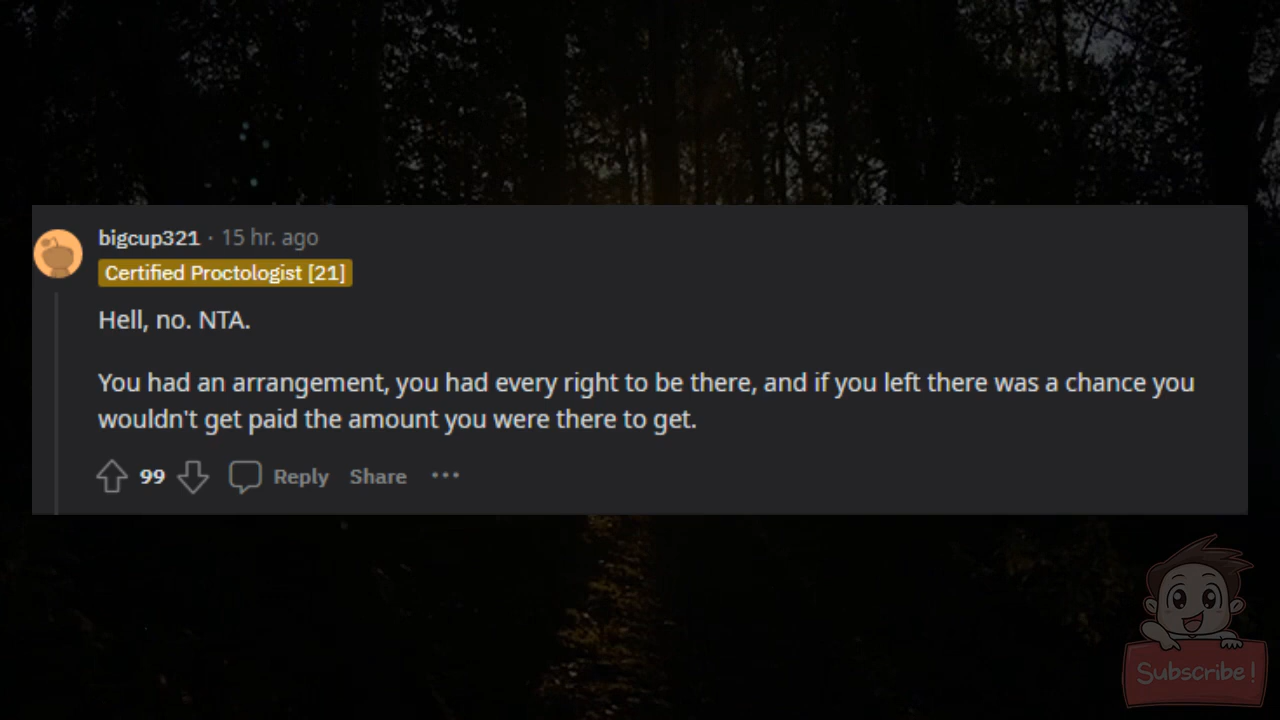 bigcup321 · 15 hr. ago
Certified Proctologist [21]
Hell, no. NTA.
You had an arrangement, you had every right to be there, and if you left there was a chance you
wouldn't get paid the amount you were there to get.
99 Reply Share ···
Subscribe!